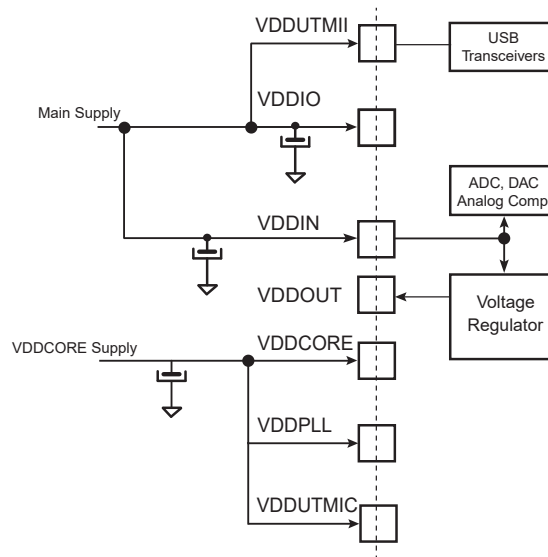 VDDUTMII
USB
Transceivers
VDDIO
Main Supply
ADC, DAC
Analog Comp.
VDDIN
VDDOUT
Voltage
Regulator
VDDCORE
VDDCORE Supply
VDDPLL
VDDUTMIC